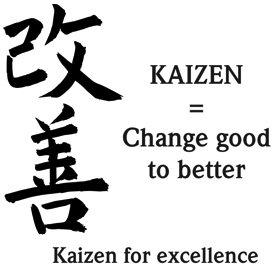 改善
KAIZEN
=
Change good
to better
Kaizen for excellence